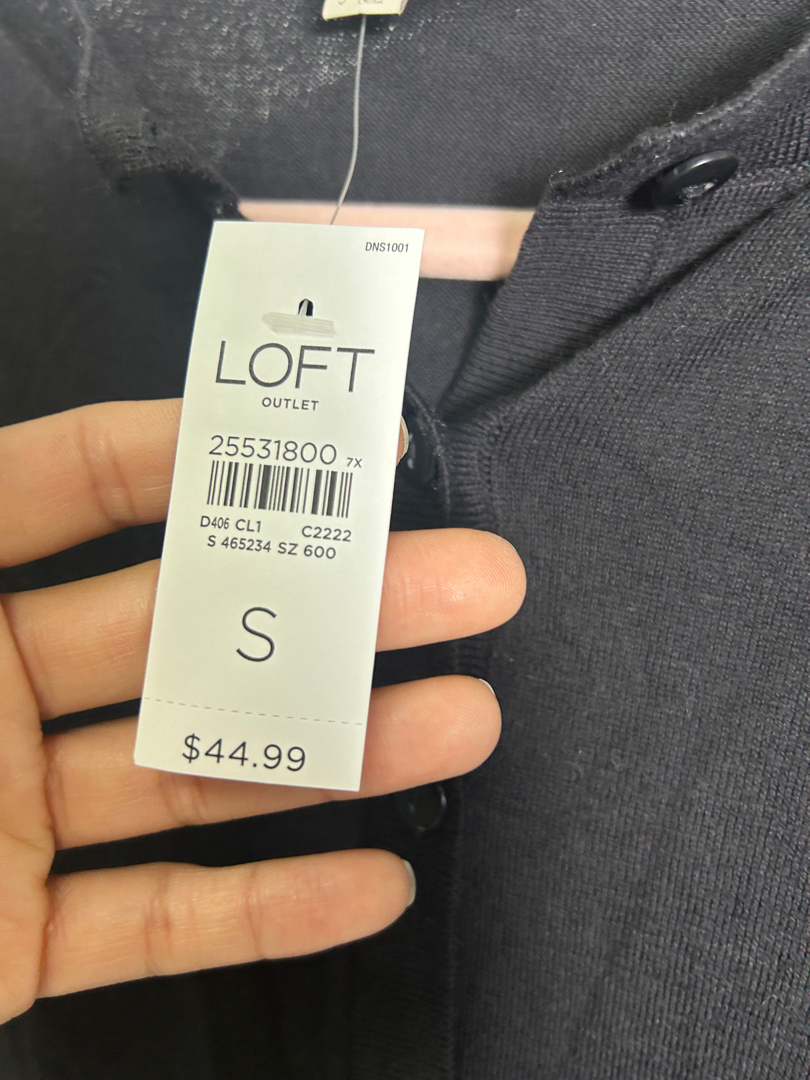 DNS1001
LOFT
OUTLET
25531800 7X
D406 CL1 C2222
S 465234 SZ 600
S
$44.99